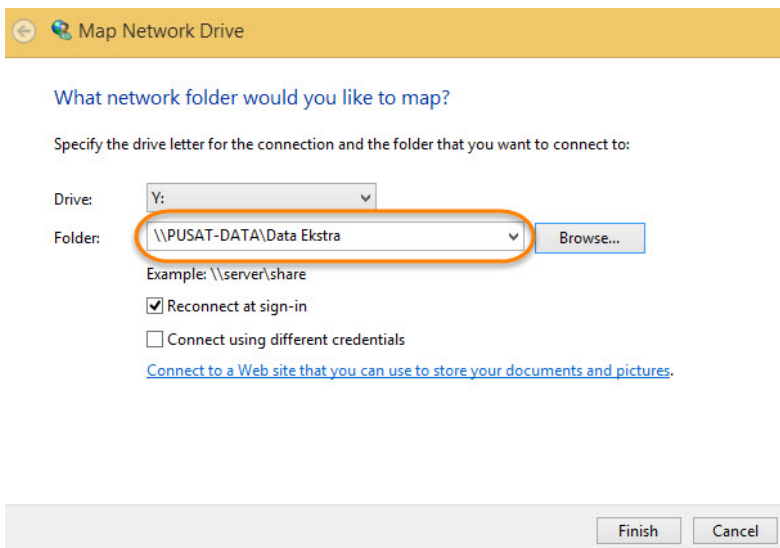 Map Network Drive
What network folder would you like to map?
Specify the drive letter for the connection and the folder that you want to connect to:
Drive: Y:
Folder: \\PUSAT-DATA\Data Ekstra Browse...
Example: \\server\share
Reconnect at sign-in
Connect using different credentials
Connect to a Web site that you can use to store your documents and pictures.
Finish Cancel